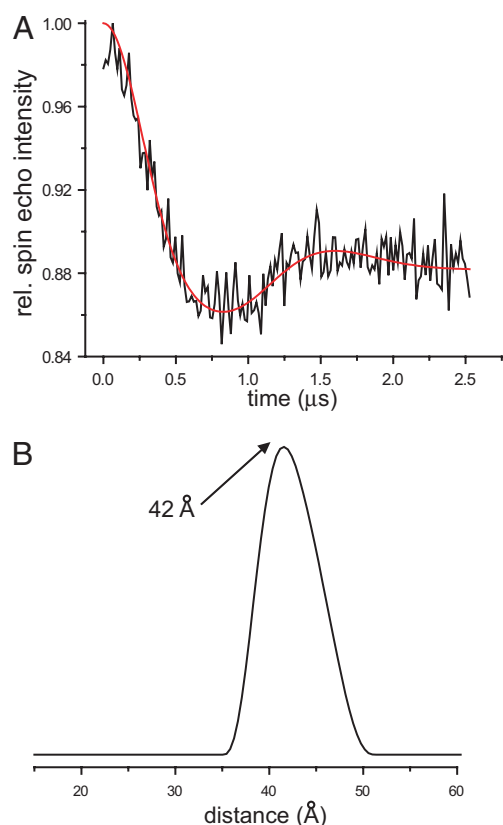 A
rel. spin echo intensity
1.00
0.96
0.92
0.88
0.84
0.0 0.5 1.0 1.5 2.0 2.5
time (μs)
B
42 Å
20 30 40 50 60
distance (Å)